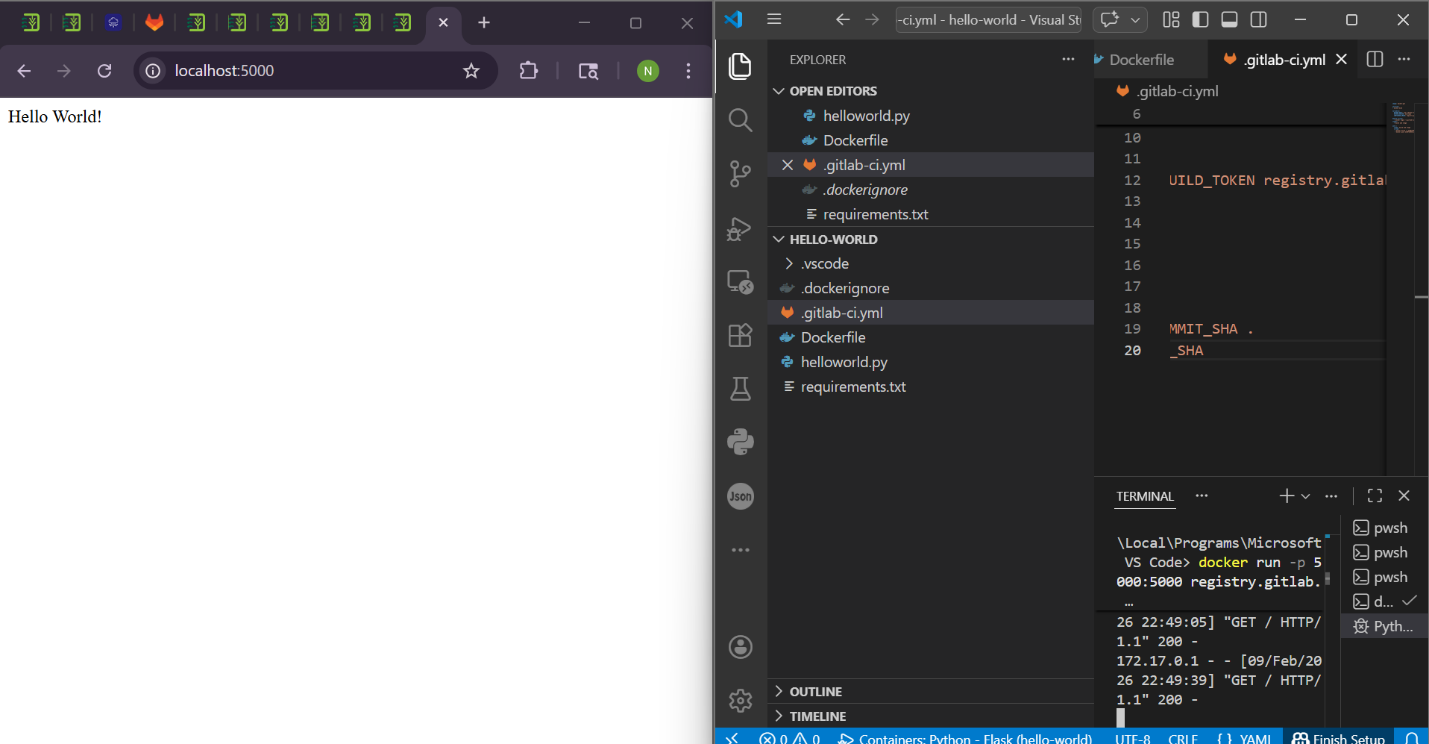 localhost:5000
N
Hello World!
-ci.yml - hello-world - Visual St
EXPLORER
OPEN EDITORS
helloworld.py
Dockerfile
.gitlab-ci.yml
.dockerignore
requirements.txt
HELLO-WORLD
.vscode
.dockerignore
.gitlab-ci.yml
Dockerfile
helloworld.py
requirements.txt
OUTLINE
TIMELINE
Json
Dockerfile
.gitlab-ci.yml
.gitlab-ci.yml
6
10
11
12 UILD_TOKEN registry.gitla
13
14
15
16
17
18
19 MMIT_SHA .
20 _SHA
TERMINAL
\Local\Programs\Microsoft
VS Code> docker run -p 5
000:5000 registry.gitlab.
…
26 22:49:05] "GET / HTTP/
1.1" 200 -
172.17.0.1 - - [09/Feb/20
26 22:49:39] "GET / HTTP/
1.1" 200 -
pwsh
pwsh
pwsh
d...
Pyth...
0 0 Containers: Python - Flask (hello-world) UTF-8 CRLF {} YAML Finish Setup